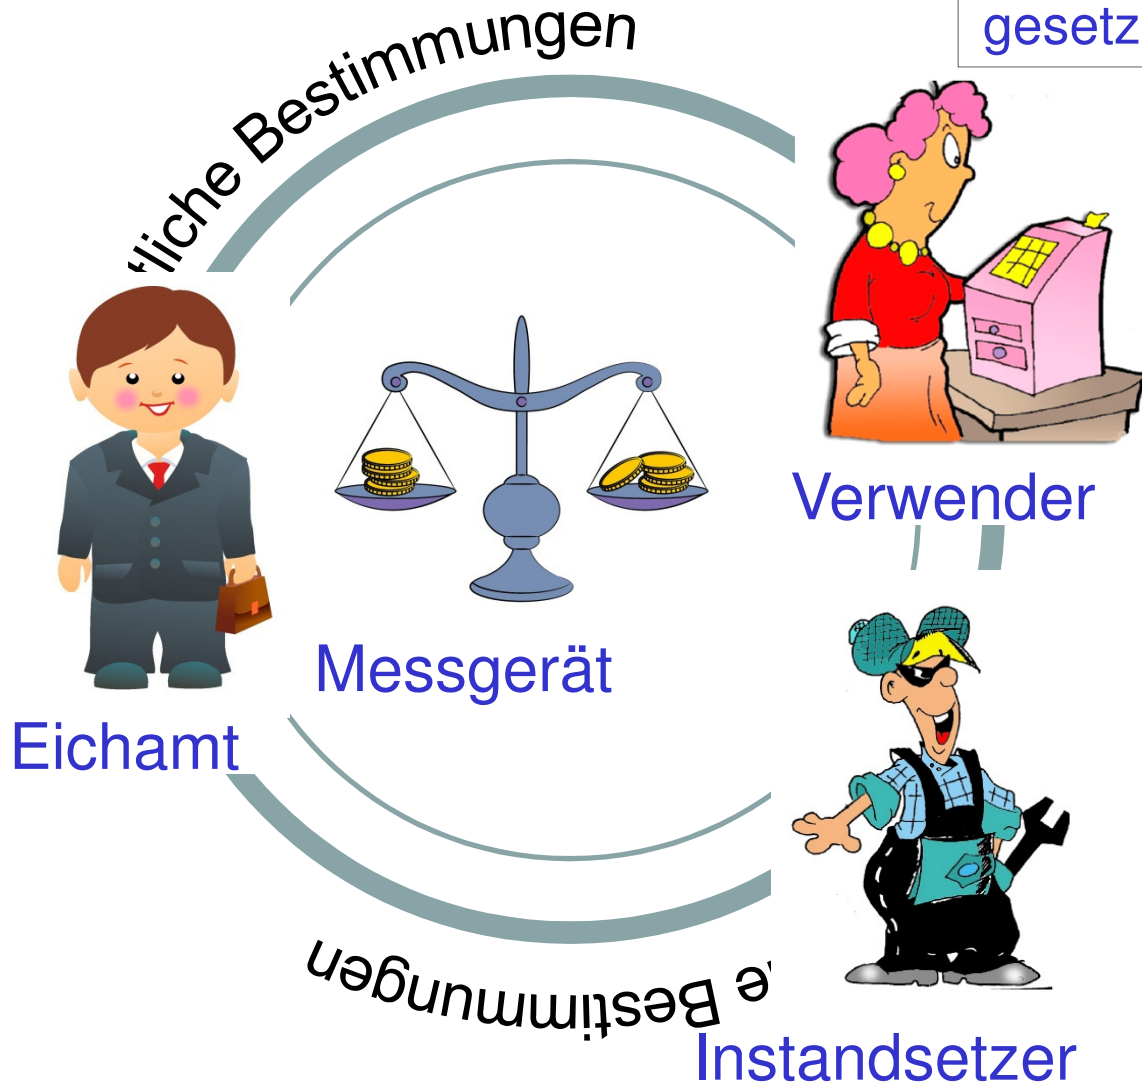 gesetz
tliche Bestimmungen
Verwender
Messgerät
Eichamt
e Bestimmungen
Instandsetzer